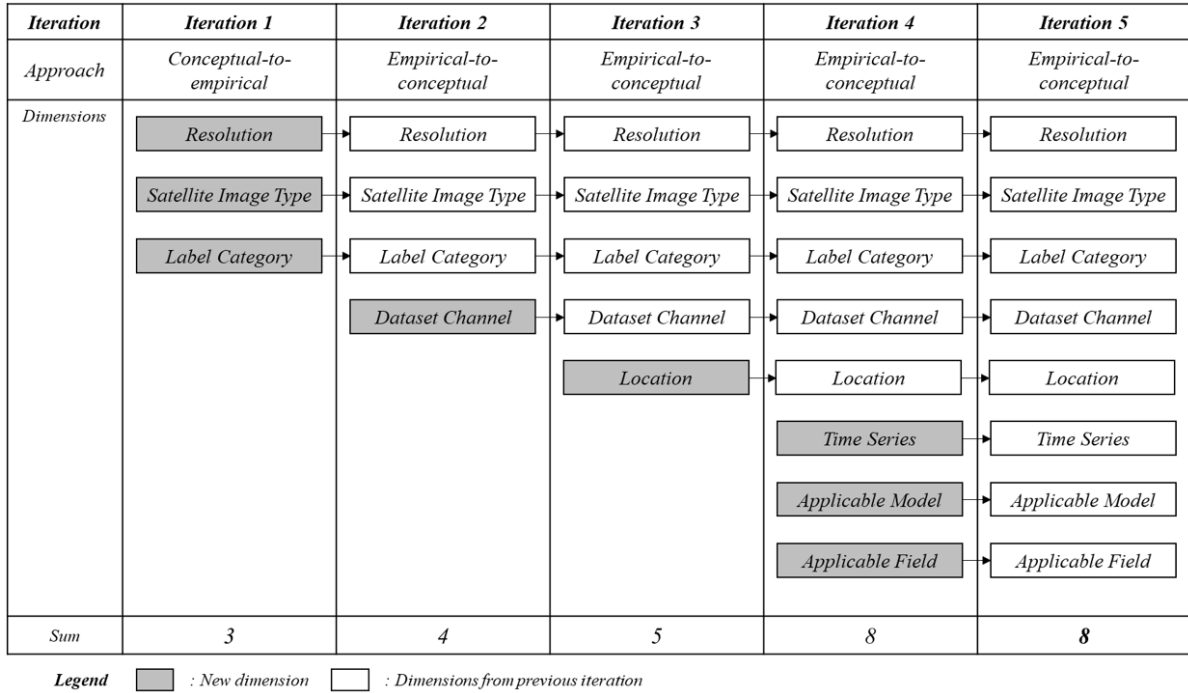 Iteration Iteration 1 Iteration 2 Iteration 3 Iteration 4 Iteration 5
Approach
Conceptual-to-
empirical
Empirical-to-
conceptual
Empirical-to-
conceptual
Empirical-to-
conceptual
Empirical-to-
conceptual
Dimensions
Resolution Resolution Resolution Resolution Resolution
Satellite Image Type Satellite Image Type Satellite Image Type Satellite Image Type Satellite Image Type
Label Category Label Category Label Category Label Category Label Category
Dataset Channel Dataset Channel Dataset Channel Dataset Channel
Location Location Location
Time Series Time Series
Applicable Model Applicable Model
Applicable Field Applicable Field
Sum 3 4 5 8 8
Legend : New dimension : Dimensions from previous iteration